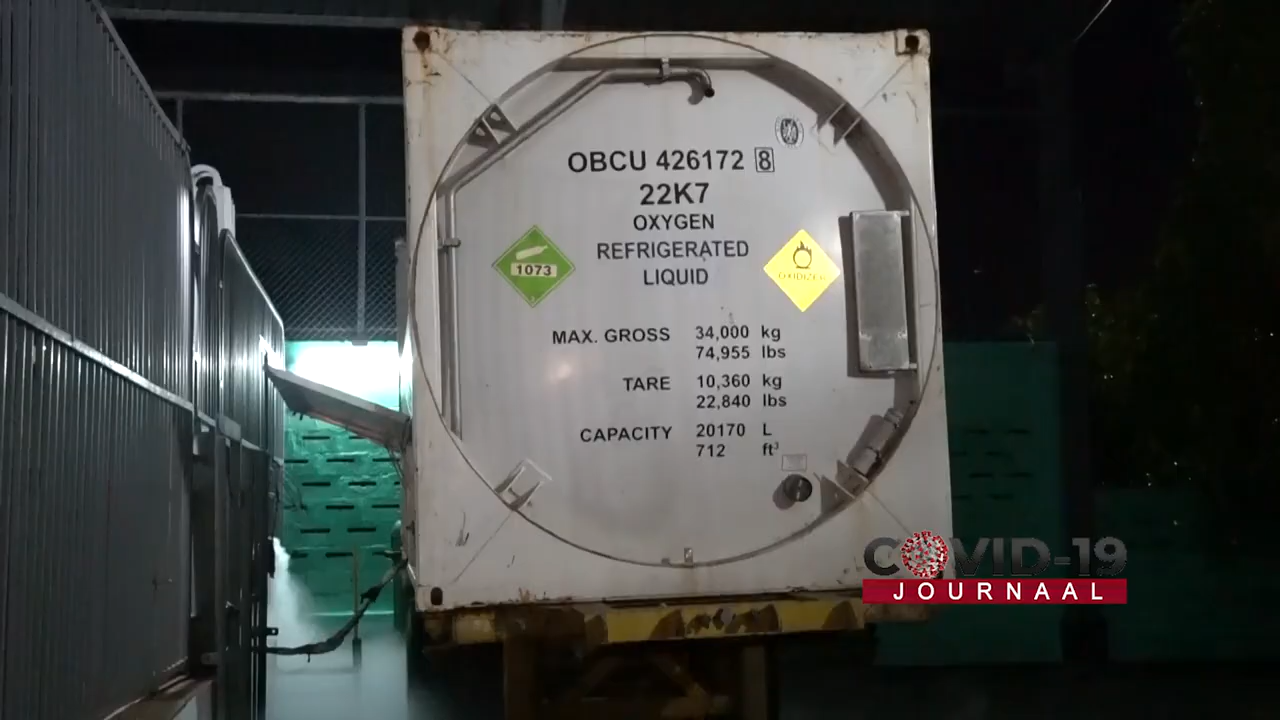 OBCU 426172 8
22K7
OXYGEN
REFRIGERATED
LIQUID
1073
OXIDIZER
MAX. GROSS 34,000 kg
74,955 lbs
TARE 10,360 kg
22,840 lbs
CAPACITY 20170 L
712 ft³
COVID-19
JOURNAAL